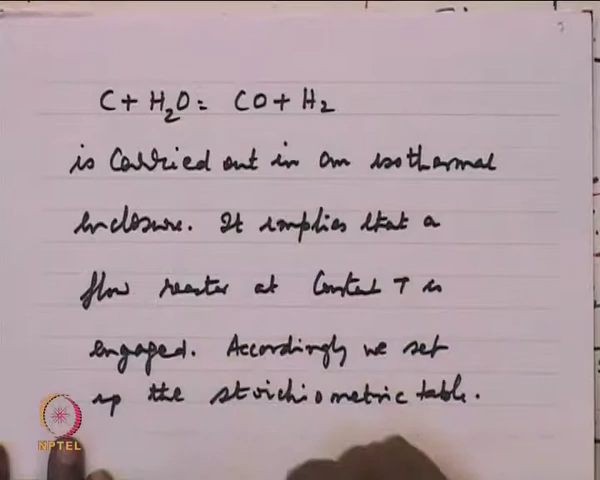 C + H2O = CO + H2
is carried out in an isothermal
enclosure. It implies that a
flow reactor at constant T is
engaged. Accordingly we set
up the stoichiometric table.
NPTEL